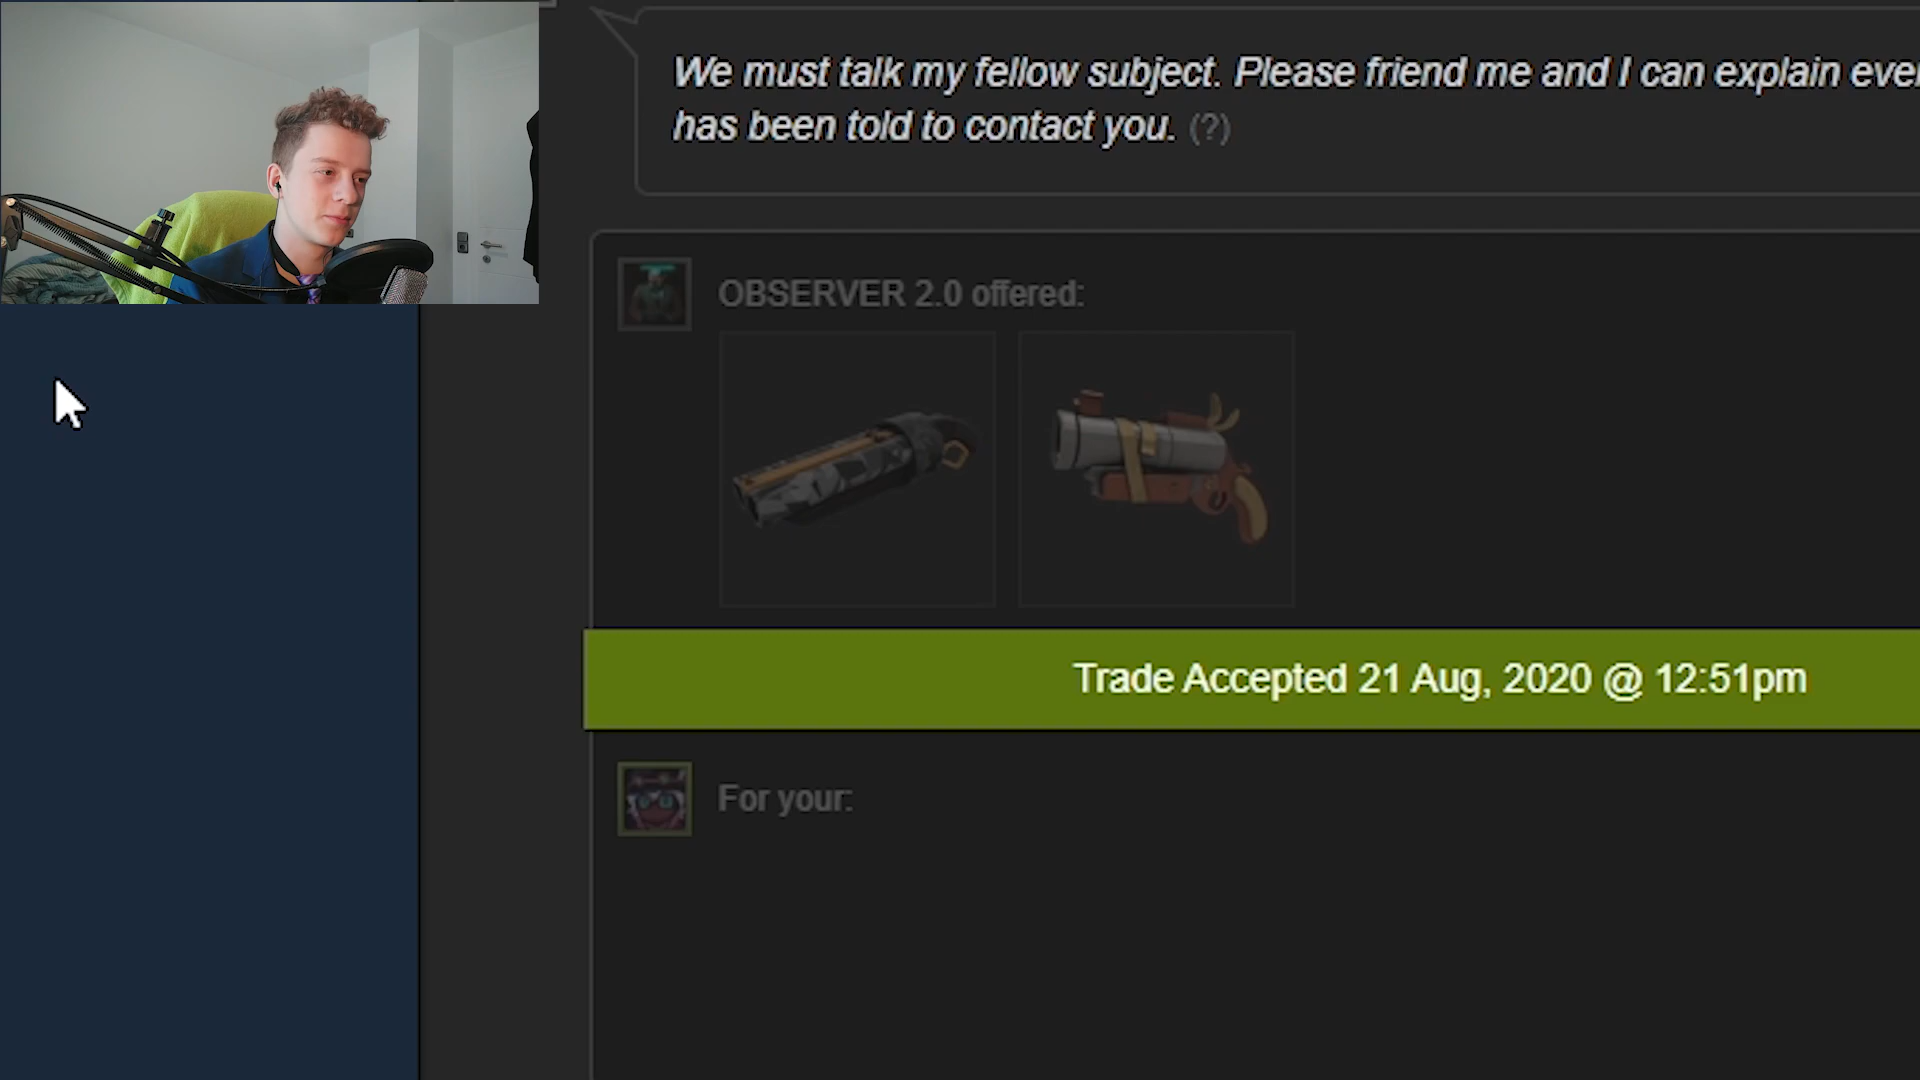 We must talk my fellow subject. Please friend me and I can explain
has been told to contact you. (?)
OBSERVER 2.0 offered:
Trade Accepted 21 Aug, 2020 @ 12:51pm
For your: